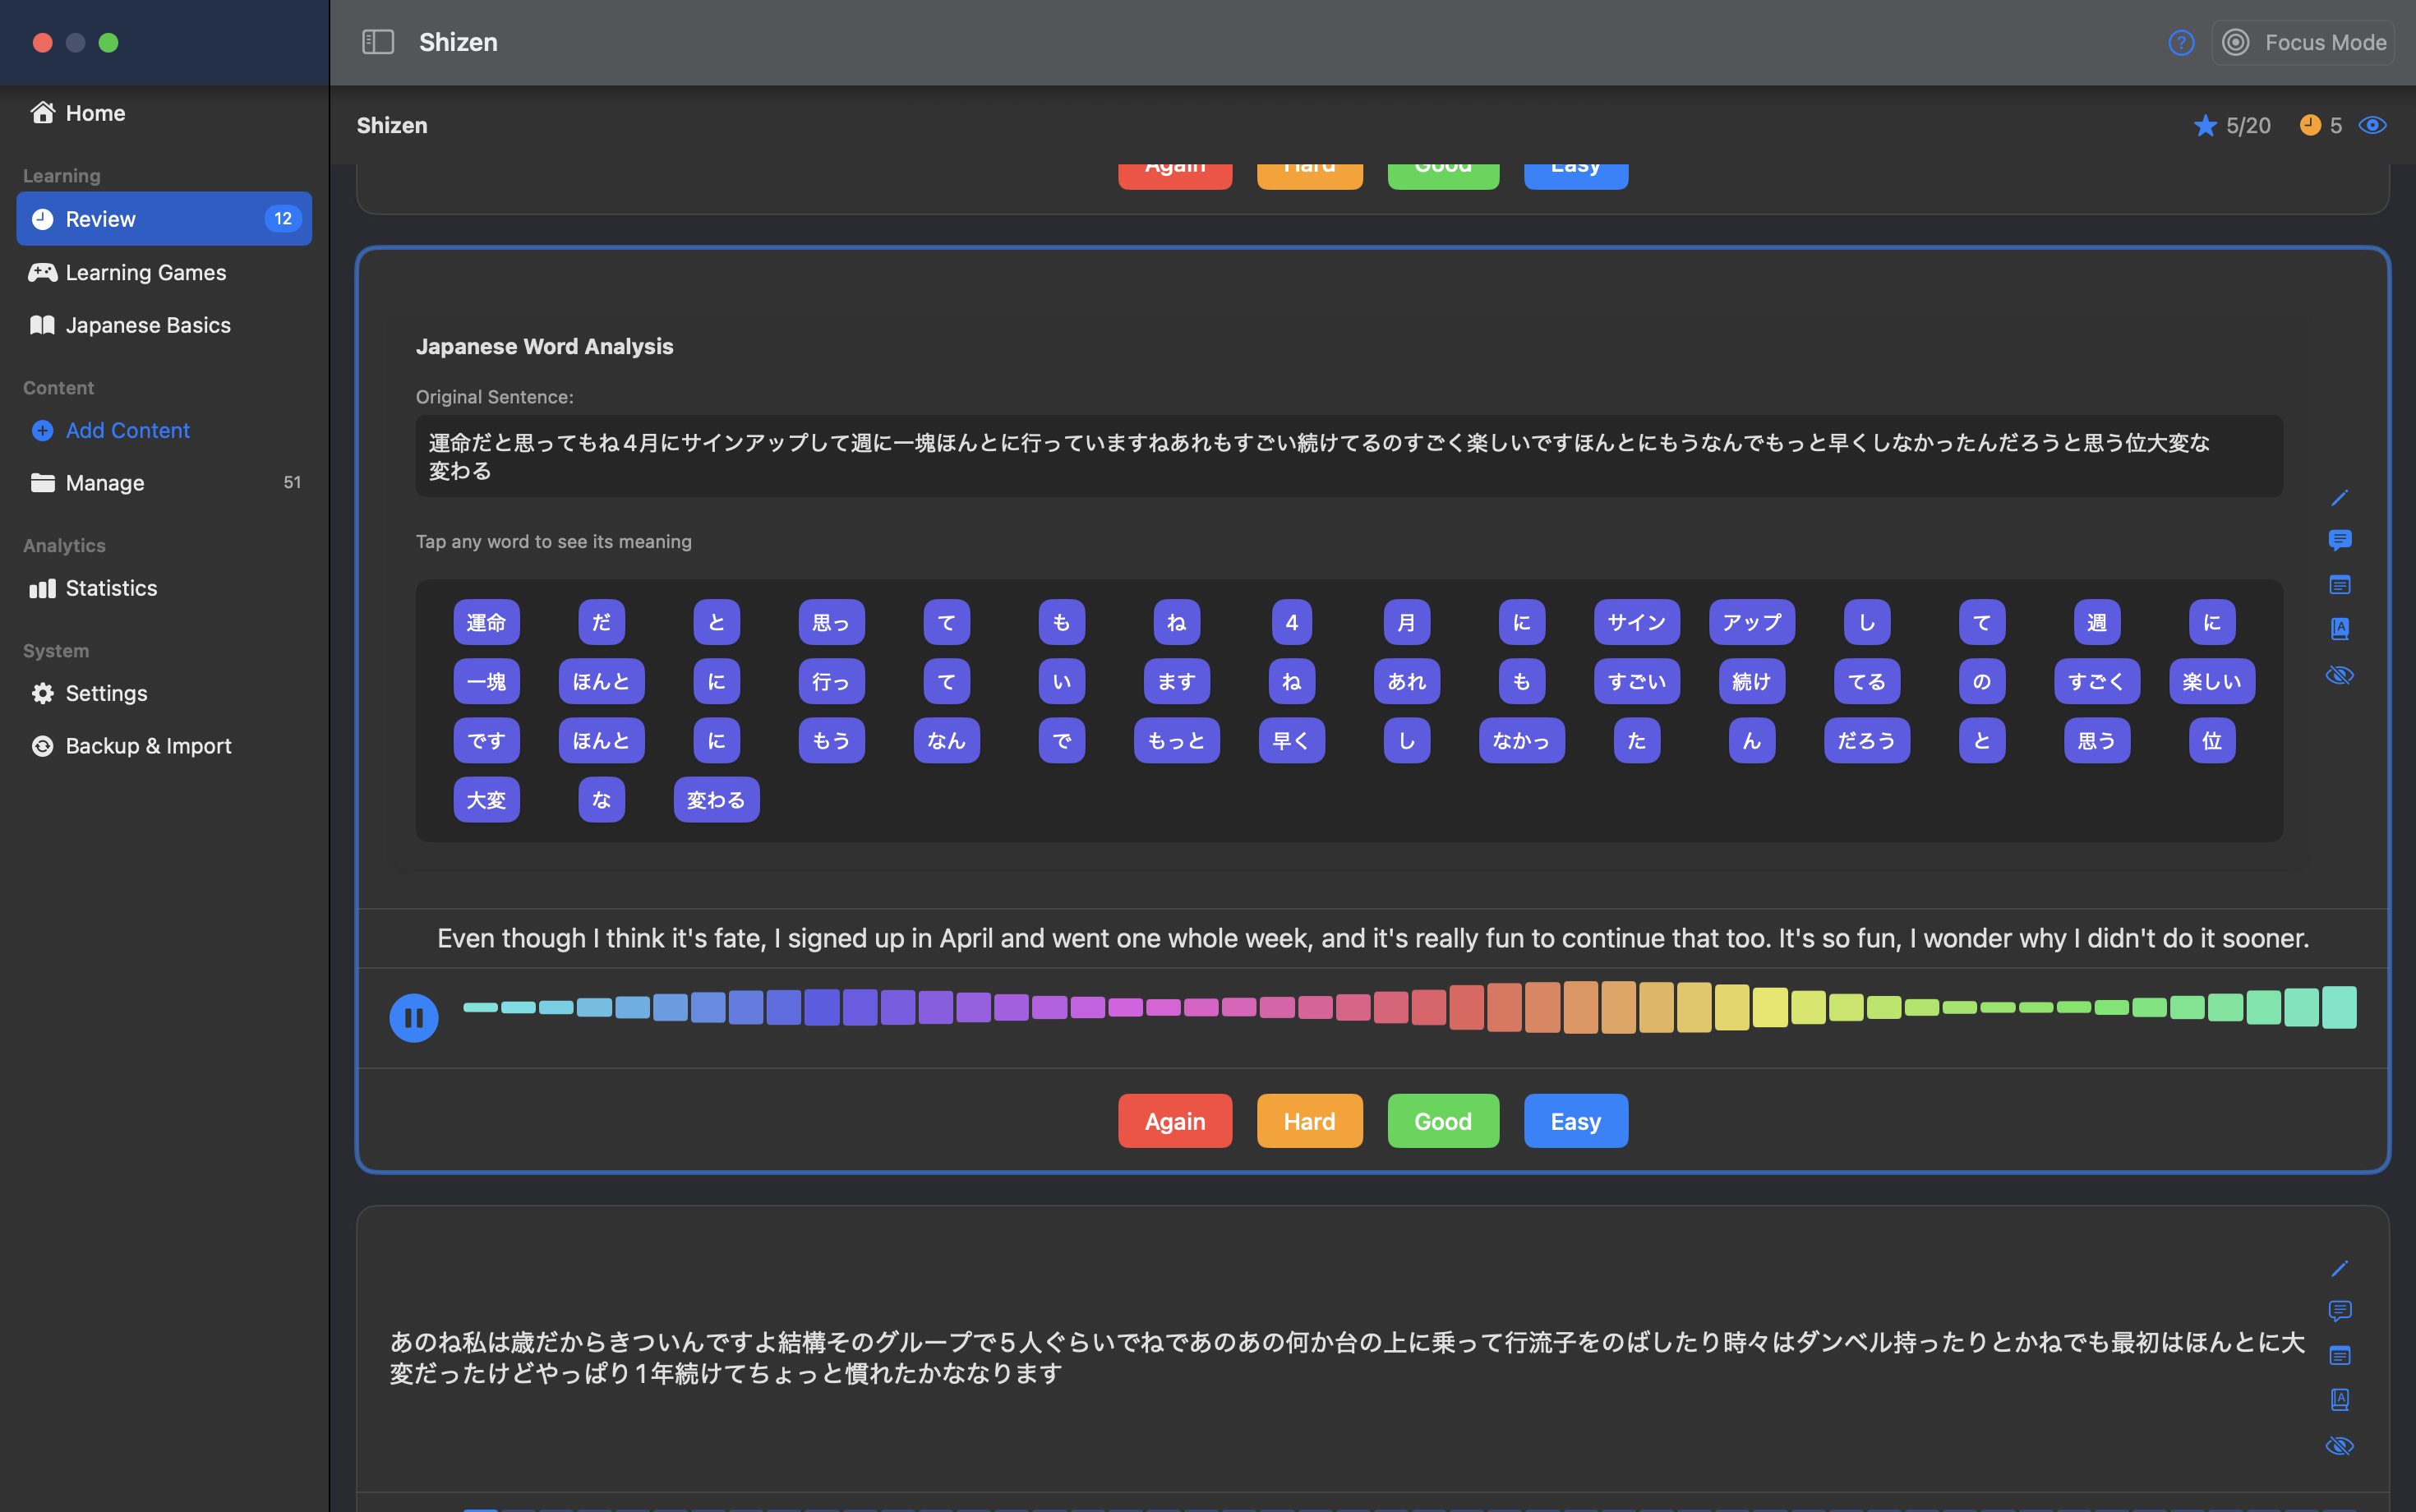 Shizen
Focus Mode
Home
Learning
Review 12
Learning Games
Japanese Basics
Content
Add Content
Manage 51
Analytics
Statistics
System
Settings
Backup & Import
Shizen
5/20 5
Again Hard Good Easy
Japanese Word Analysis
Original Sentence:
運命だと思ってもね4月にサインアップして週に一塊ほんとに行っていますねあれもすごい続けてるのすごく楽しいですほんとにもうなんでもっと早くしなかったんだろうと思う位大変な
変わる
Tap any word to see its meaning
運命 だ と 思っ て も ね 4 月 に サイン アップ し て 週 に
一塊 ほんと に 行っ て い ます ね あれ も すごい 続け てる の すごく 楽しい
です ほんと に もう なん で もっと 早く し なかっ た ん だろう と 思う 位
大変 な 変わる
Even though I think it's fate, I signed up in April and went one whole week, and it's really fun to continue that too. It's so fun, I wonder why I didn't do it sooner.
Again Hard Good Easy
あのね私は歳だからきついんですよ結構そのグループで5人ぐらいでねであのあの何か台の上に乗って行流子をのばしたり時々はダンベル持ったりとかねでも最初はほんとに大
変だったけどやっぱり1年続けてちょっと慣れたかななります